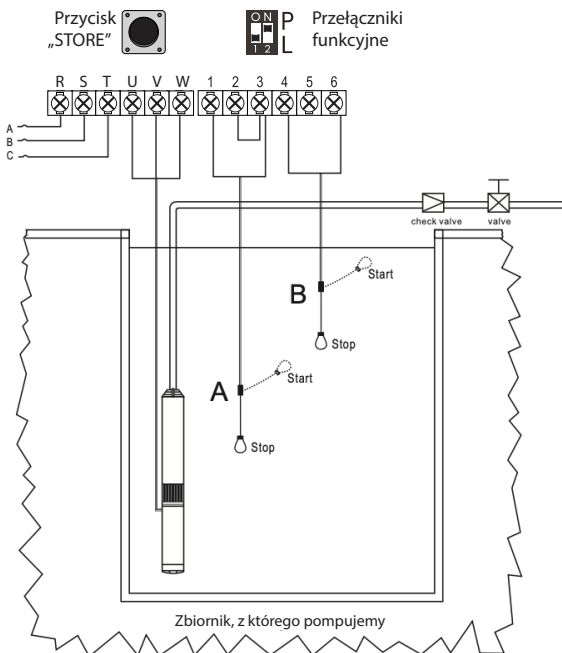 Przycisk
„STORE”
ON
1 2
P
L
Przełączniki
funkcyjne
R S T U V W 1 2 3 4 5 6
A
B
C
check valve
valve
Start
B
Stop
Start
A
Stop
Zbiornik, z którego pompujemy